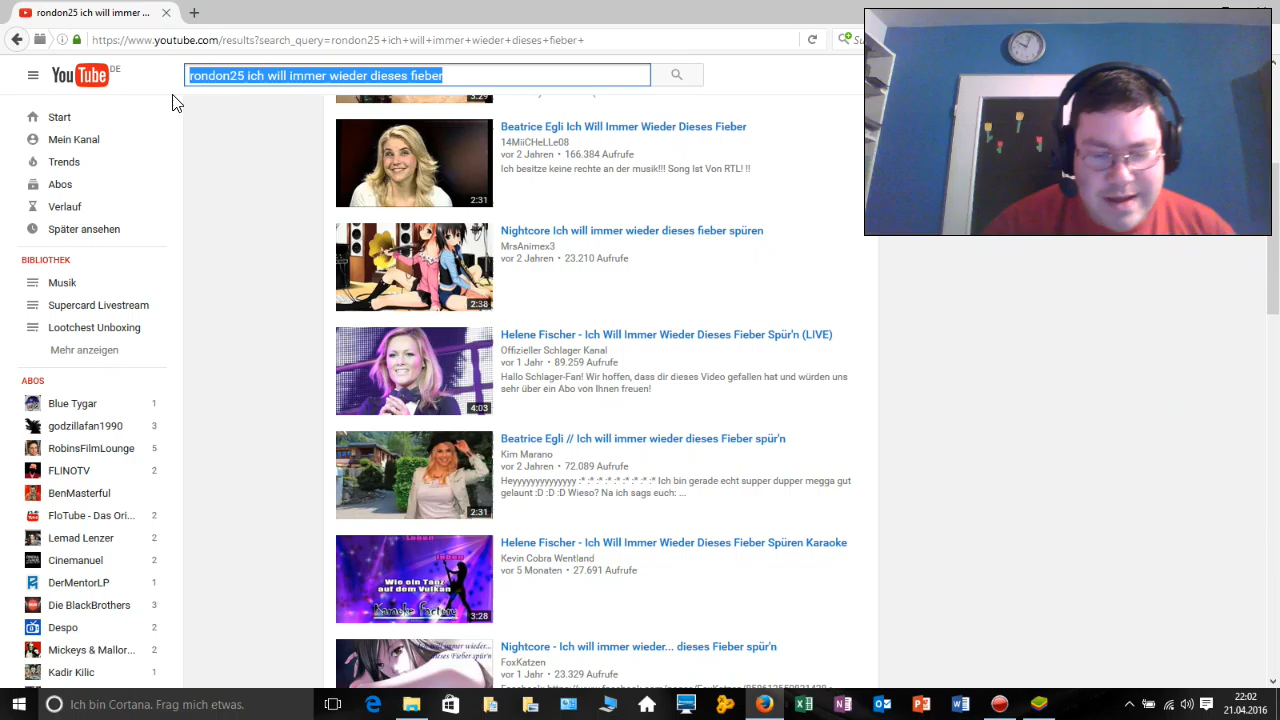 https://www.youtube.com/results?search_query=rondon25+ich+will+immer+wieder+dieses+fieber+
YouTube DE
rondon25 ich will immer wieder dieses fieber
Start
Mein Kanal
Trends
Abos
Verlauf
Später ansehen
BIBLIOTHEK
Musik
Supercard Livestream
Lootchest Unboxing
Mehr anzeigen
ABOS
Blue Tygar 1
godzillafan1990 3
RobinsFilmLounge 5
FLINOTV 2
BenMasterful
FloTube - Das Ori... 2
Lemad Lenzer 2
Cinemanuel 2
DerMentorLP 1
Die BlackBrothers 3
Despo 2
Mickeys & Mallor... 2
Kadir Kilic 1
3:29
Beatrice Egli Ich Will Immer Wieder Dieses Fieber
14MiiCHeLLe08
vor 2 Jahren • 166.384 Aufrufe
Ich besitze keine rechte an der musik!!! Song Ist Von RTL! !!
2:31
Nightcore Ich will immer wieder dieses fieber spüren
MrsAnimex3
vor 2 Jahren • 23.210 Aufrufe
2:38
Helene Fischer - Ich Will Immer Wieder Dieses Fieber Spür'n (LIVE)
Offizieller Schlager Kanal
vor 1 Jahr • 89.259 Aufrufe
Hallo Schlager-Fan! Wir hoffen, dass dir dieses Video gefallen hat und würden uns
sehr über ein Abo von Ihnen freuen!
4:03
Beatrice Egli // Ich will immer wieder dieses Fieber spür'n
Kim Marano
vor 2 Jahren • 72.089 Aufrufe
Heyyyyyyyyyyyyy -*-*-*-*-*-*-*-*-* Ich bin gerade echt supper dupper megga gut
gelaunt :D :D :D Wieso? Na ich sags euch: ...
2:31
Helene Fischer - Ich Will Immer Wieder Dieses Fieber Spüren Karaoke
Kevin Cobra Wentland
vor 5 Monaten • 27.691 Aufrufe
Wie ein Tanz
auf dem Vulkan
Karaoke Factory
3:28
Nightcore - Ich will immer wieder... dieses Fieber spür'n
FoxKatzen
vor 1 Jahr • 23.329 Aufrufe
Ich will immer wieder...
dieses Fieber spür'n
Ich bin Cortana. Frag mich etwas.
22:02
21.04.2016